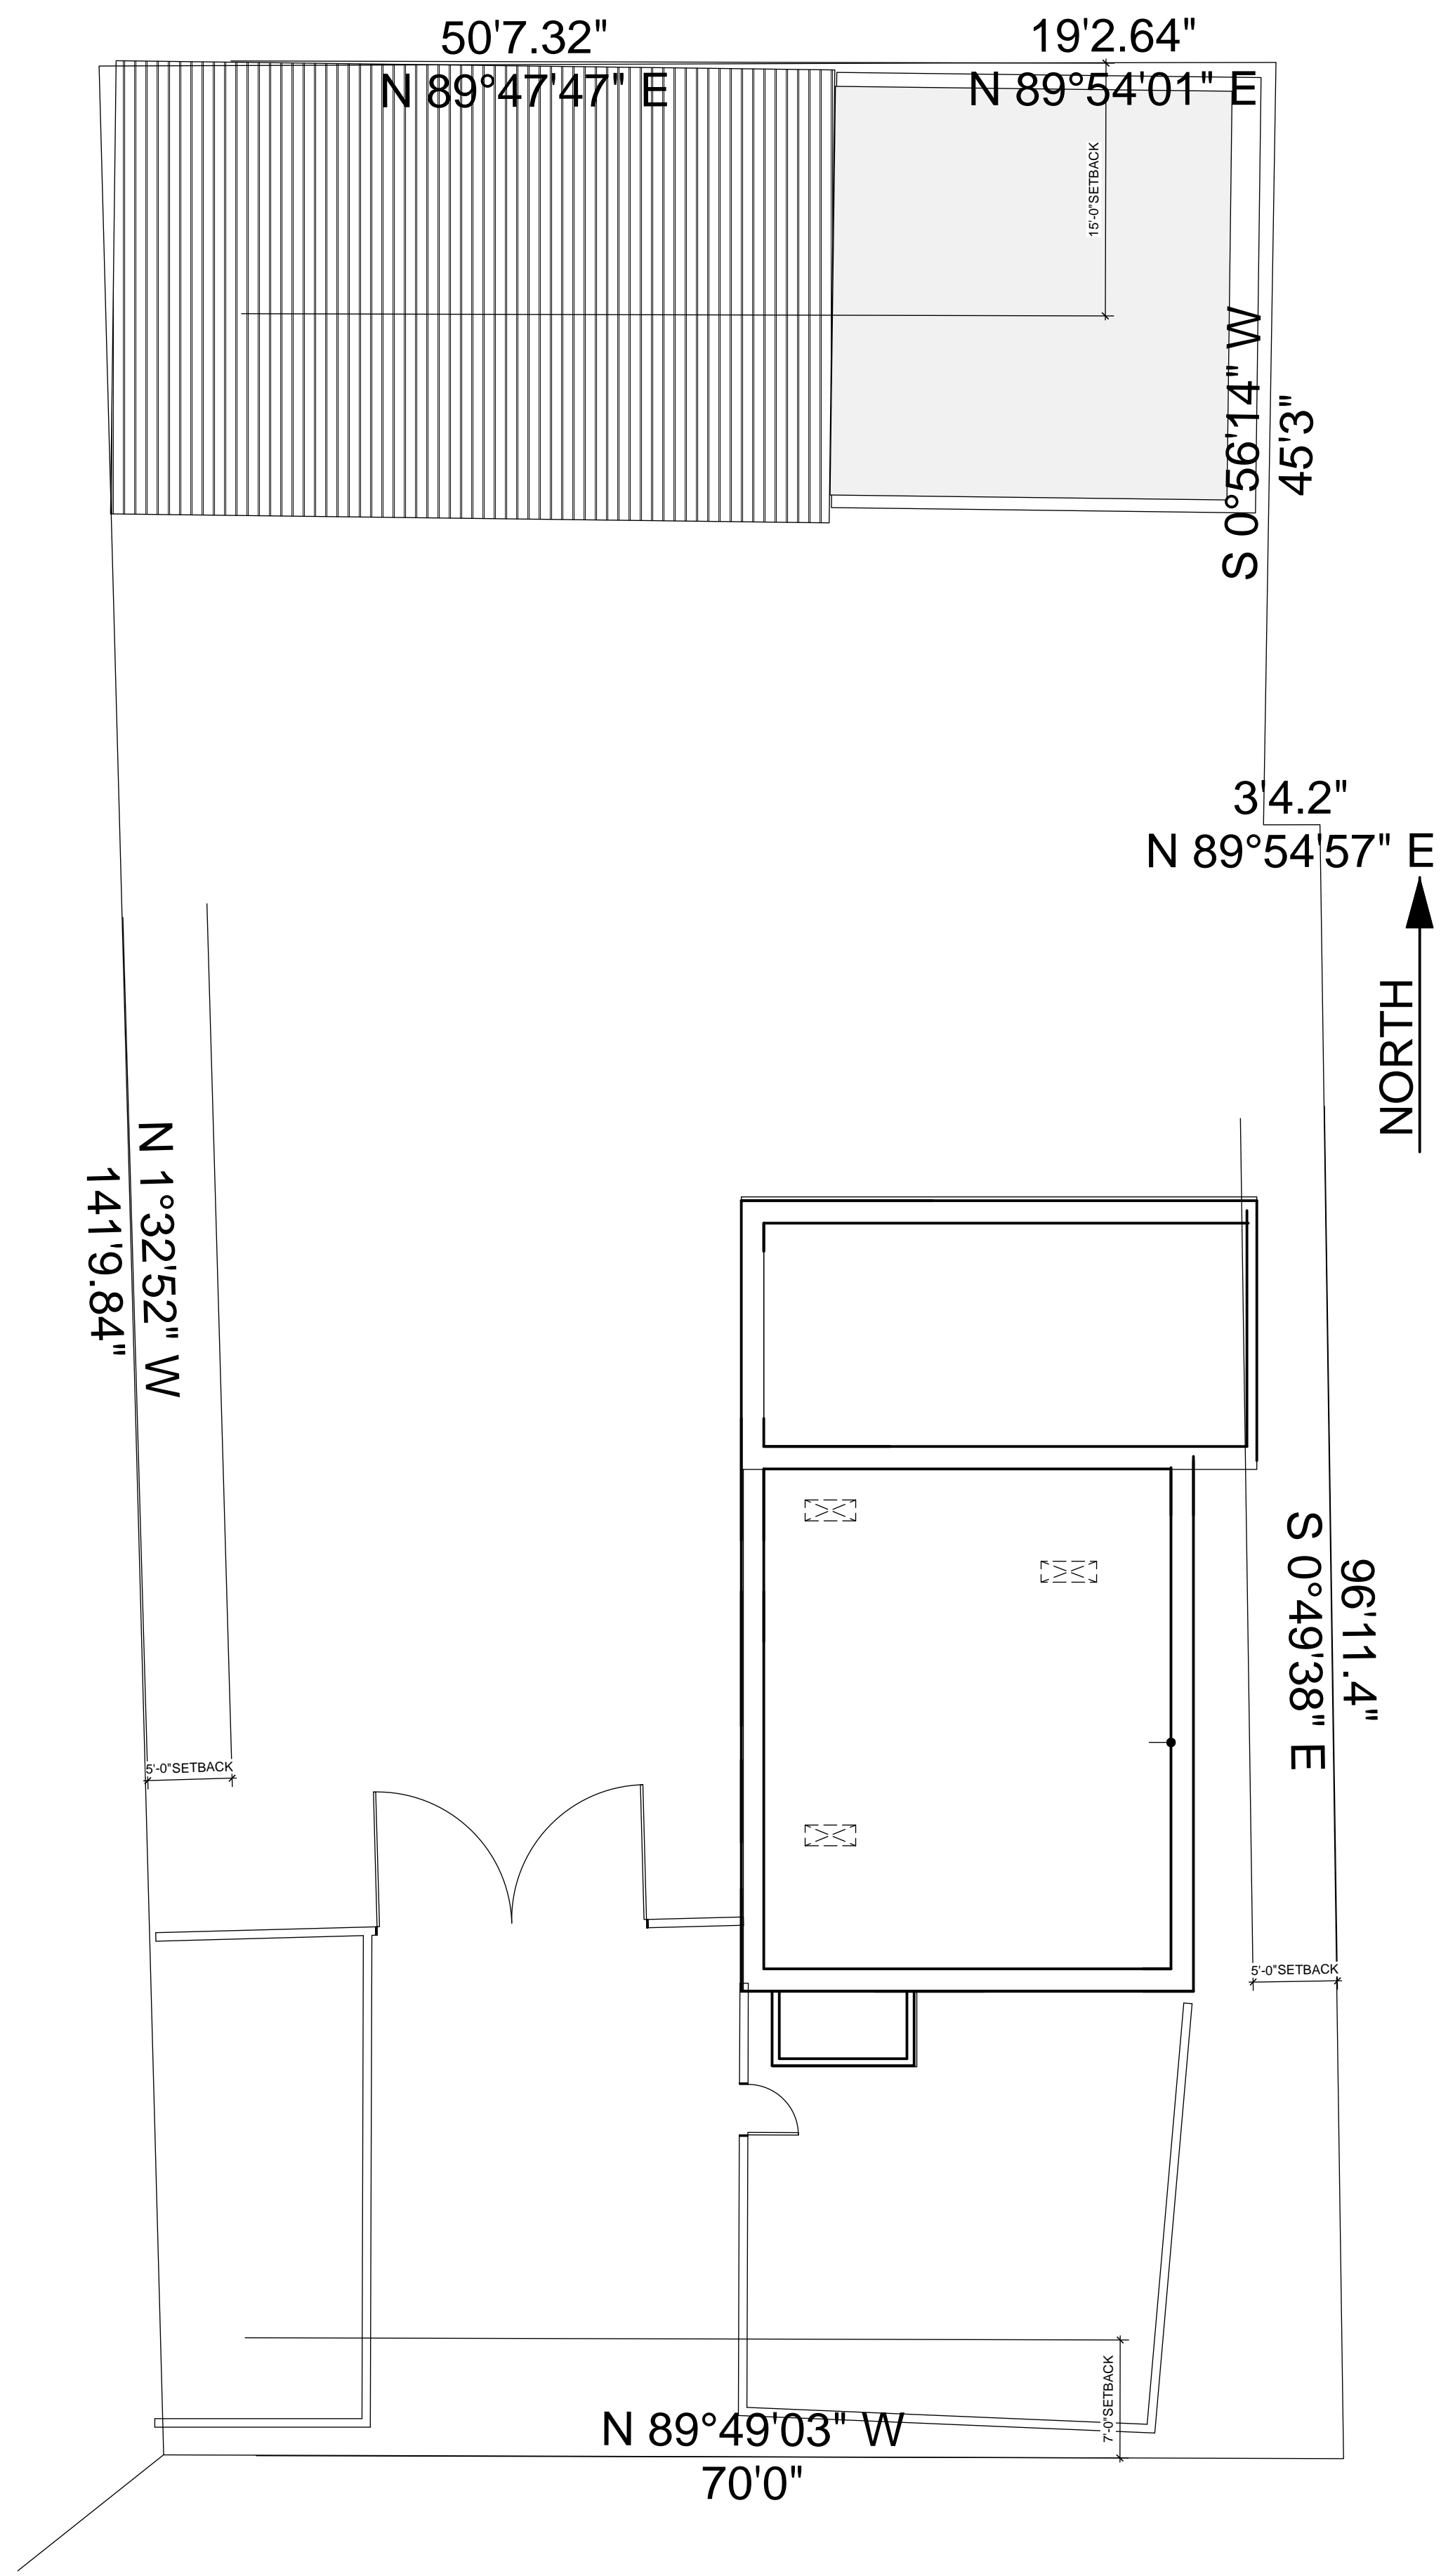 50'7.32"
19'2.64"
N 89°47'47" E
N 89°54'01" E
15'-0"SETBACK
S 0°56'14" W
45'3"
3'4.2"
N 89°54'57" E
NORTH
N 1°32'52" W
141'9.84"
S 0°49'38" E
96'11.4"
5'-0"SETBACK
5'-0"SETBACK
7'-0"SETBACK
N 89°49'03" W
70'0"